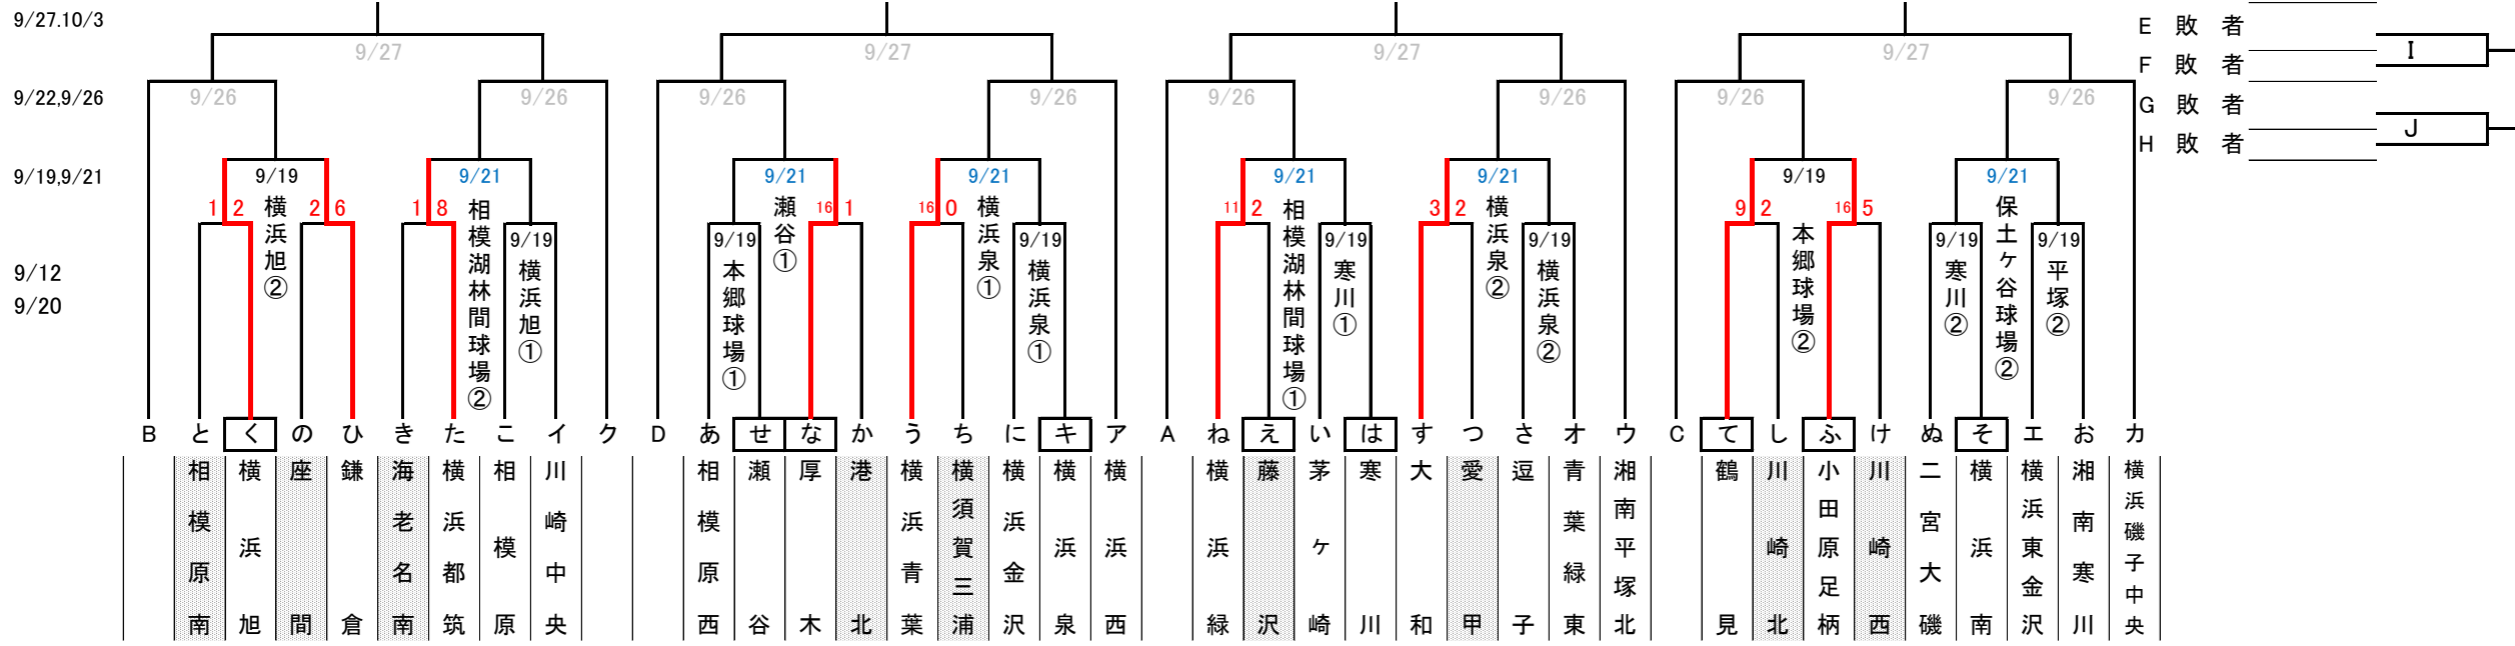 9/27.10/3
9/27 9/27 9/27 9/27
E 敗 者
I
F 敗 者
9/22,9/26
9/26 9/26 9/26 9/26 9/26 9/26 9/26 9/26
G 敗 者
J
H 敗 者
9/19,9/21
9/19 9/21 9/21 9/21 9/21 9/21 9/19 9/21
1 2 2 6 1 8 16 1 16 0 11 2 3 2 9 2 16 5
横浜旭②
相模湖林間球場②
瀬谷①
横浜泉①
相模湖林間球場①
横浜泉②
本郷球場②
保土ヶ谷球場②
9/19 9/19 9/19 9/19 9/19 9/19 9/19
横浜旭①
本郷球場①
横浜泉①
寒川①
横浜泉②
寒川②
平塚②
9/12
9/20
B と く の ひ き た こ イ ク D あ せ な か う ち に キ ア A ね え い は す つ さ オ ウ C て し ふ け ぬ そ エ お カ
相模原南
横浜旭
座間
鎌倉
海老名南
横浜都筑
相模原
川崎中央
相模原西
瀬谷
厚木
港北
横浜青葉
横須賀三浦
横浜金沢
横浜泉
横浜西
横浜緑
藤沢
茅ヶ崎
寒川
大和
愛甲
逗子
青葉緑東
湘南平塚北
鶴見
川崎北
小田原足柄
川崎西
二宮大磯
横浜南
横浜東金沢
湘南寒川
横浜磯子中央